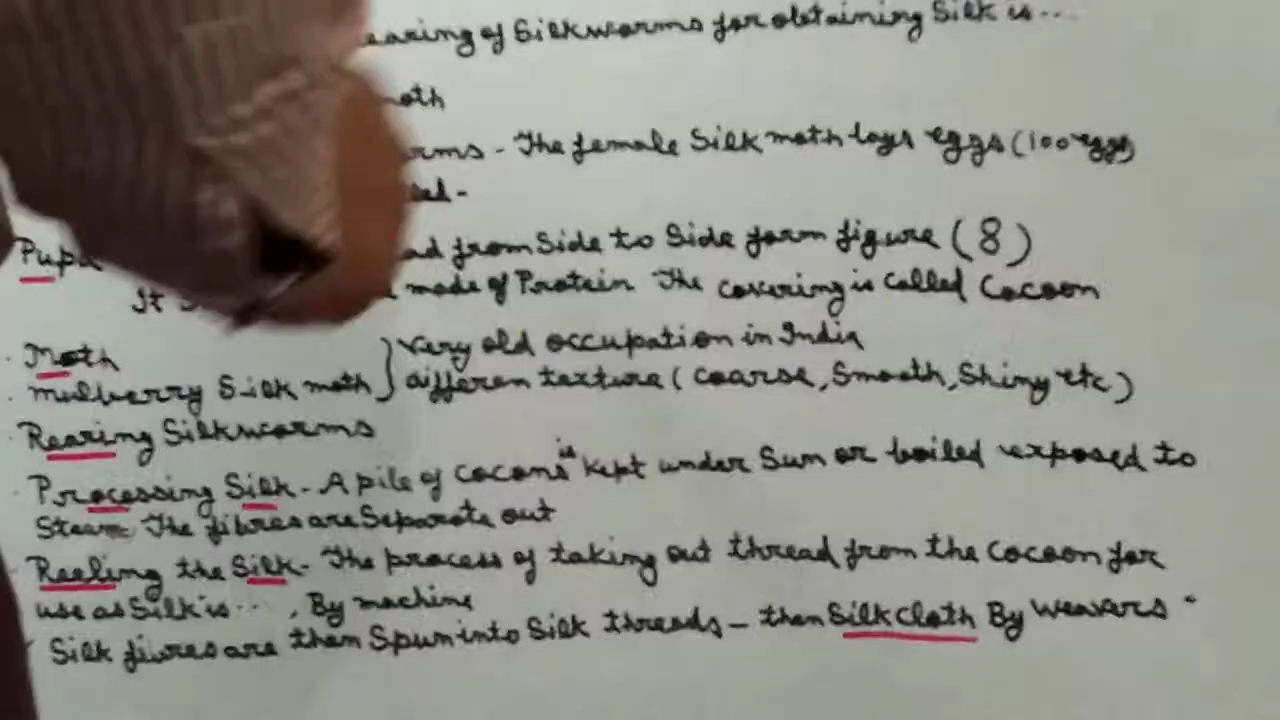 earing of Silkworms for obtaining Silk is...
oth
rms - The female Silk moth lays eggs (100 eggs)
Pupa ad from Side to Side form figure (8)
It made of Protein The covering is called Cocoon
Moth } Very old occupation in India
mulberry Silk moth } differen texture ( coarse, Smooth, Shiny etc )
Rearing Silkworms
Processing Silk - A pile of cocons is kept under Sun or boiled exposed to
Steam The fibres are Separate out
Reeling the Silk - The process of taking out thread from the Cocoon for
use as Silk is... , By machine
Silk fivres are then Spun into Silk threads - then Silk cloth By weavers